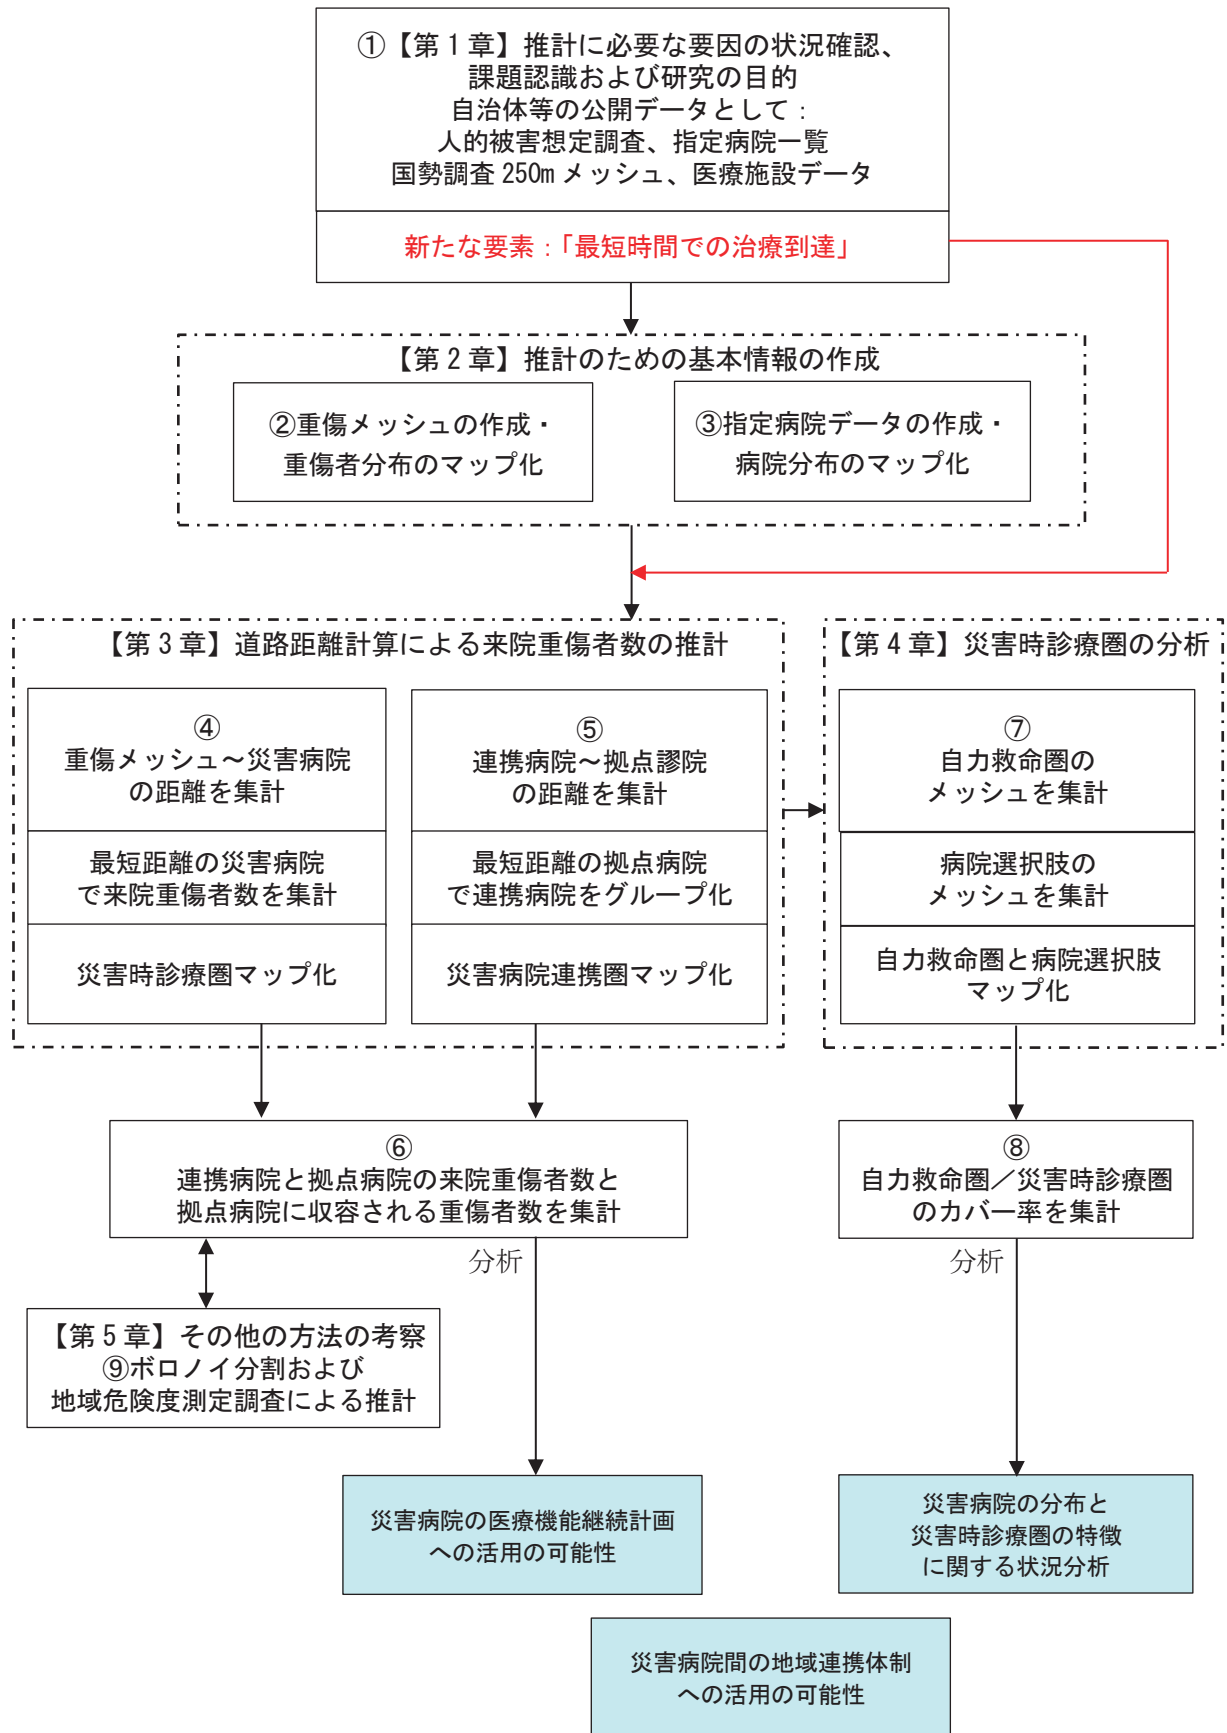 ①【第1章】推計に必要な要因の状況確認、
課題認識および研究の目的
自治体等の公開データとして：
人的被害想定調査、指定病院一覧
国勢調査 250m メッシュ、医療施設データ
新たな要素：「最短時間での治療到達」
【第2章】推計のための基本情報の作成
②重傷メッシュの作成・
重傷者分布のマップ化
③指定病院データの作成・
病院分布のマップ化
【第3章】道路距離計算による来院重傷者数の推計
④
重傷メッシュ～災害病院
の距離を集計
最短距離の災害病院
で来院重傷者数を集計
災害時診療圏マップ化
⑤
連携病院～拠点謬院
の距離を集計
最短距離の拠点病院
で連携病院をグループ化
災害病院連携圏マップ化
【第4章】災害時診療圏の分析
⑦
自力救命圏の
メッシュを集計
病院選択肢の
メッシュを集計
自力救命圏と病院選択肢
マップ化
⑥
連携病院と拠点病院の来院重傷者数と
拠点病院に収容される重傷者数を集計
⑧
自力救命圏／災害時診療圏
のカバー率を集計
分析
分析
【第5章】その他の方法の考察
⑨ボロノイ分割および
地域危険度測定調査による推計
災害病院の医療機能継続計画
への活用の可能性
災害病院の分布と
災害時診療圏の特徴
に関する状況分析
災害病院間の地域連携体制
への活用の可能性